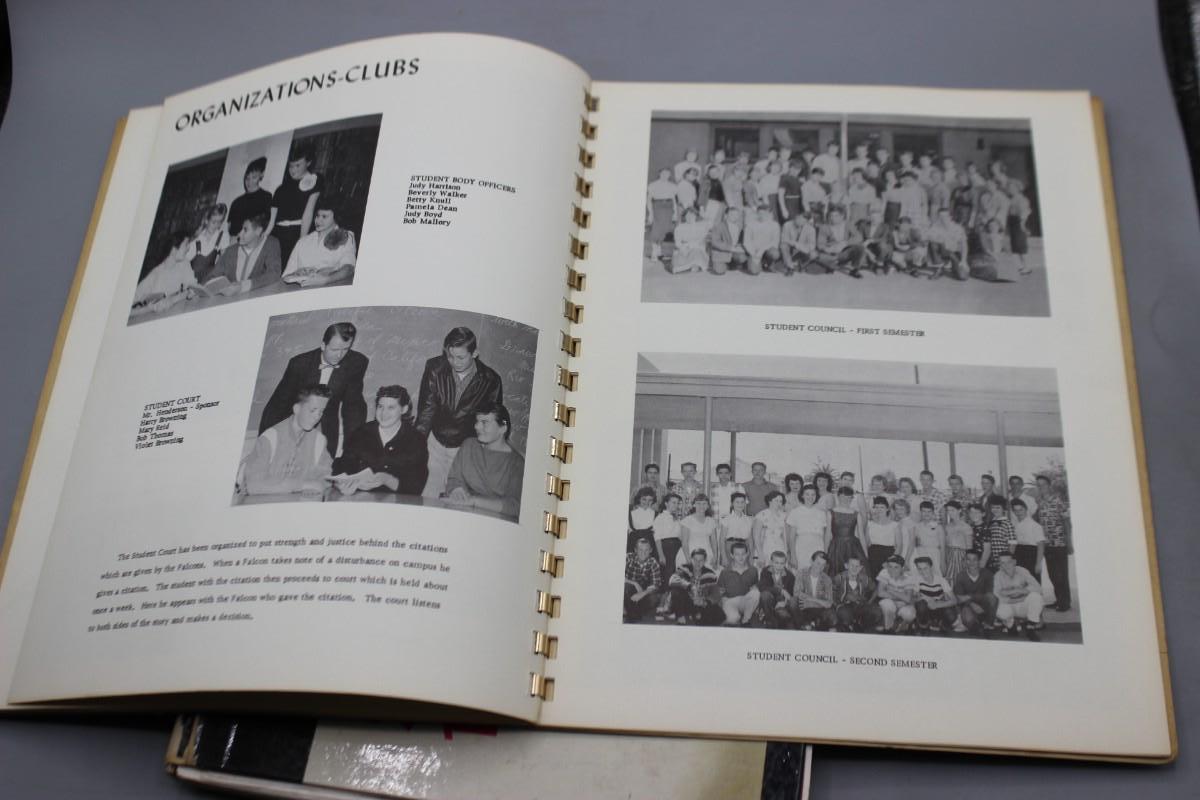 ORGANIZATIONS-CLUBS
STUDENT BODY OFFICERS
Judy Harrison
Beverly Walker
Betty Knull
Pamela Dean
Judy Boyd
Bob Mallory
STUDENT COURT
Mr. Henderson - Sponsor
Harry Browning
Mary Reid
Bob Thomas
Violet Browning
The Student Court has been organized to put strength and justice behind the citations
which are given by the Falcons. When a Falcon takes note of a disturbance on campus he
gives a citation. The student with the citation then proceeds to court which is held about
once a week. Here he appears with the Falcon who gave the citation. The court listens
to both sides of the story and makes a decision.
STUDENT COUNCIL - FIRST SEMESTER
STUDENT COUNCIL - SECOND SEMESTER